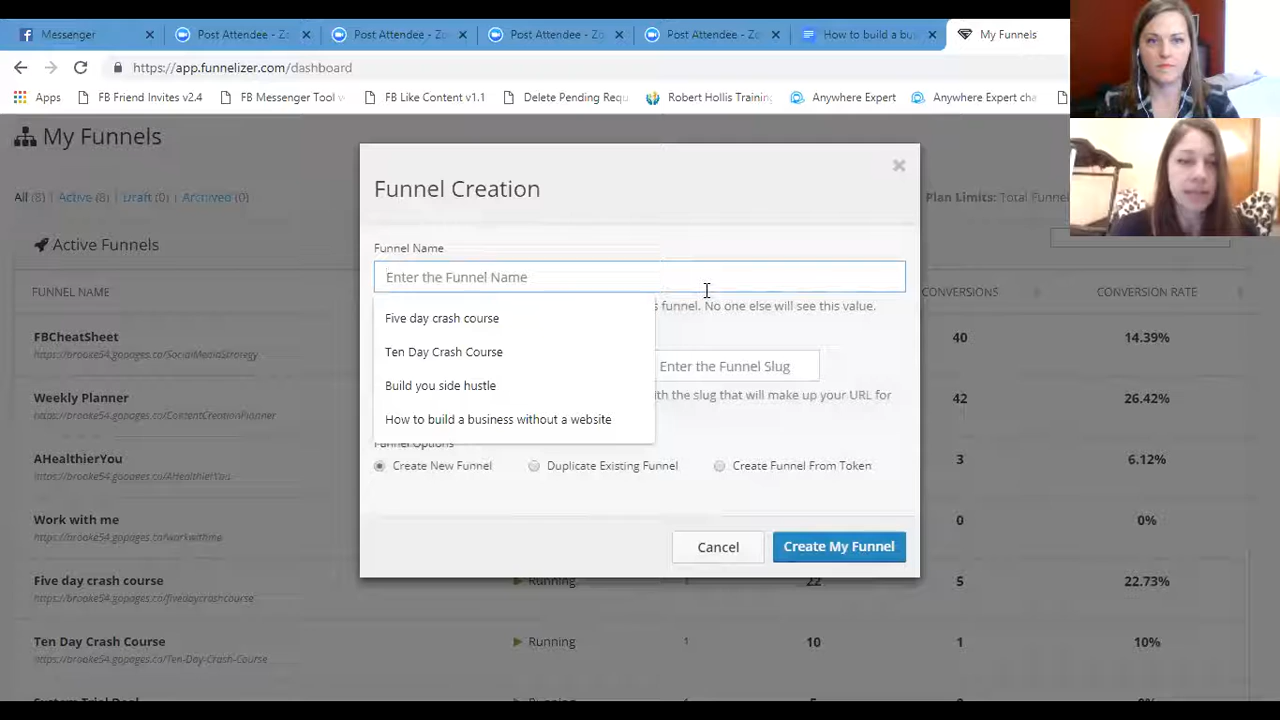 Messenger
Post Attendee - Zo
Post Attendee - Zo
Post Attendee - Zo
Post Attendee - Zo
How to build a bus
My Funnels
https://app.funnelizer.com/dashboard
Apps
FB Friend Invites v2.4
FB Messenger Tool v
FB Like Content v1.1
Delete Pending Requ
Robert Hollis Training
Anywhere Expert
Anywhere Expert cha
My Funnels
All (8)
Active (8)
Draft (0)
Archived (0)
Plan Limits: Total Funnel
Active Funnels
FUNNEL NAME
CONVERSIONS
CONVERSION RATE
FBCheatSheet
https://brooke54.gopages.co/SocialMediaStrategy
40
14.39%
Weekly Planner
https://brooke54.gopages.co/ContentCreationPlanner
42
26.42%
AHealthierYou
https://brooke54.gopages.co/AHealthierYou
3
6.12%
Work with me
https://brooke54.gopages.co/workwithme
0
0%
Five day crash course
https://brooke54.gopages.co/fivedaycrashcourse
Running
22
5
22.73%
Ten Day Crash Course
https://brooke54.gopages.co/Ten-Day-Crash-Course
Running
1
10
1
10%
Funnel Creation
Funnel Name
Enter the Funnel Name
s funnel. No one else will see this value.
Five day crash course
Ten Day Crash Course
Build you side hustle
How to build a business without a website
Enter the Funnel Slug
ith the slug that will make up your URL for
Funnel Options
Create New Funnel
Duplicate Existing Funnel
Create Funnel From Token
Cancel
Create My Funnel